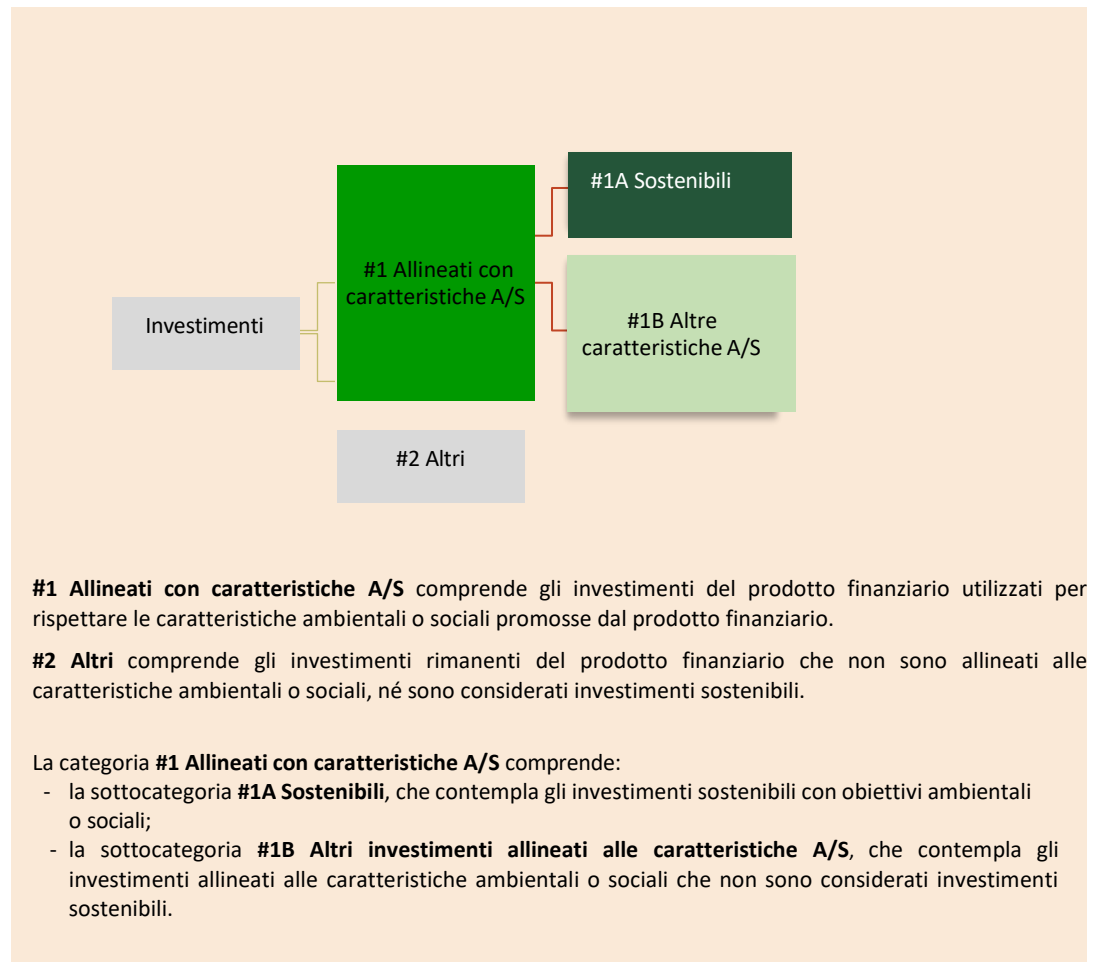 #1A Sostenibili
#1 Allineati con
caratteristiche A/S
Investimenti
#1B Altre
caratteristiche A/S
#2 Altri
#1 Allineati con caratteristiche A/S comprende gli investimenti del prodotto finanziario utilizzati per
rispettare le caratteristiche ambientali o sociali promosse dal prodotto finanziario.
#2 Altri comprende gli investimenti rimanenti del prodotto finanziario che non sono allineati alle
caratteristiche ambientali o sociali, né sono considerati investimenti sostenibili.
La categoria #1 Allineati con caratteristiche A/S comprende:
- la sottocategoria #1A Sostenibili, che contempla gli investimenti sostenibili con obiettivi ambientali
o sociali;
- la sottocategoria #1B Altri investimenti allineati alle caratteristiche A/S, che contempla gli
investimenti allineati alle caratteristiche ambientali o sociali che non sono considerati investimenti
sostenibili.